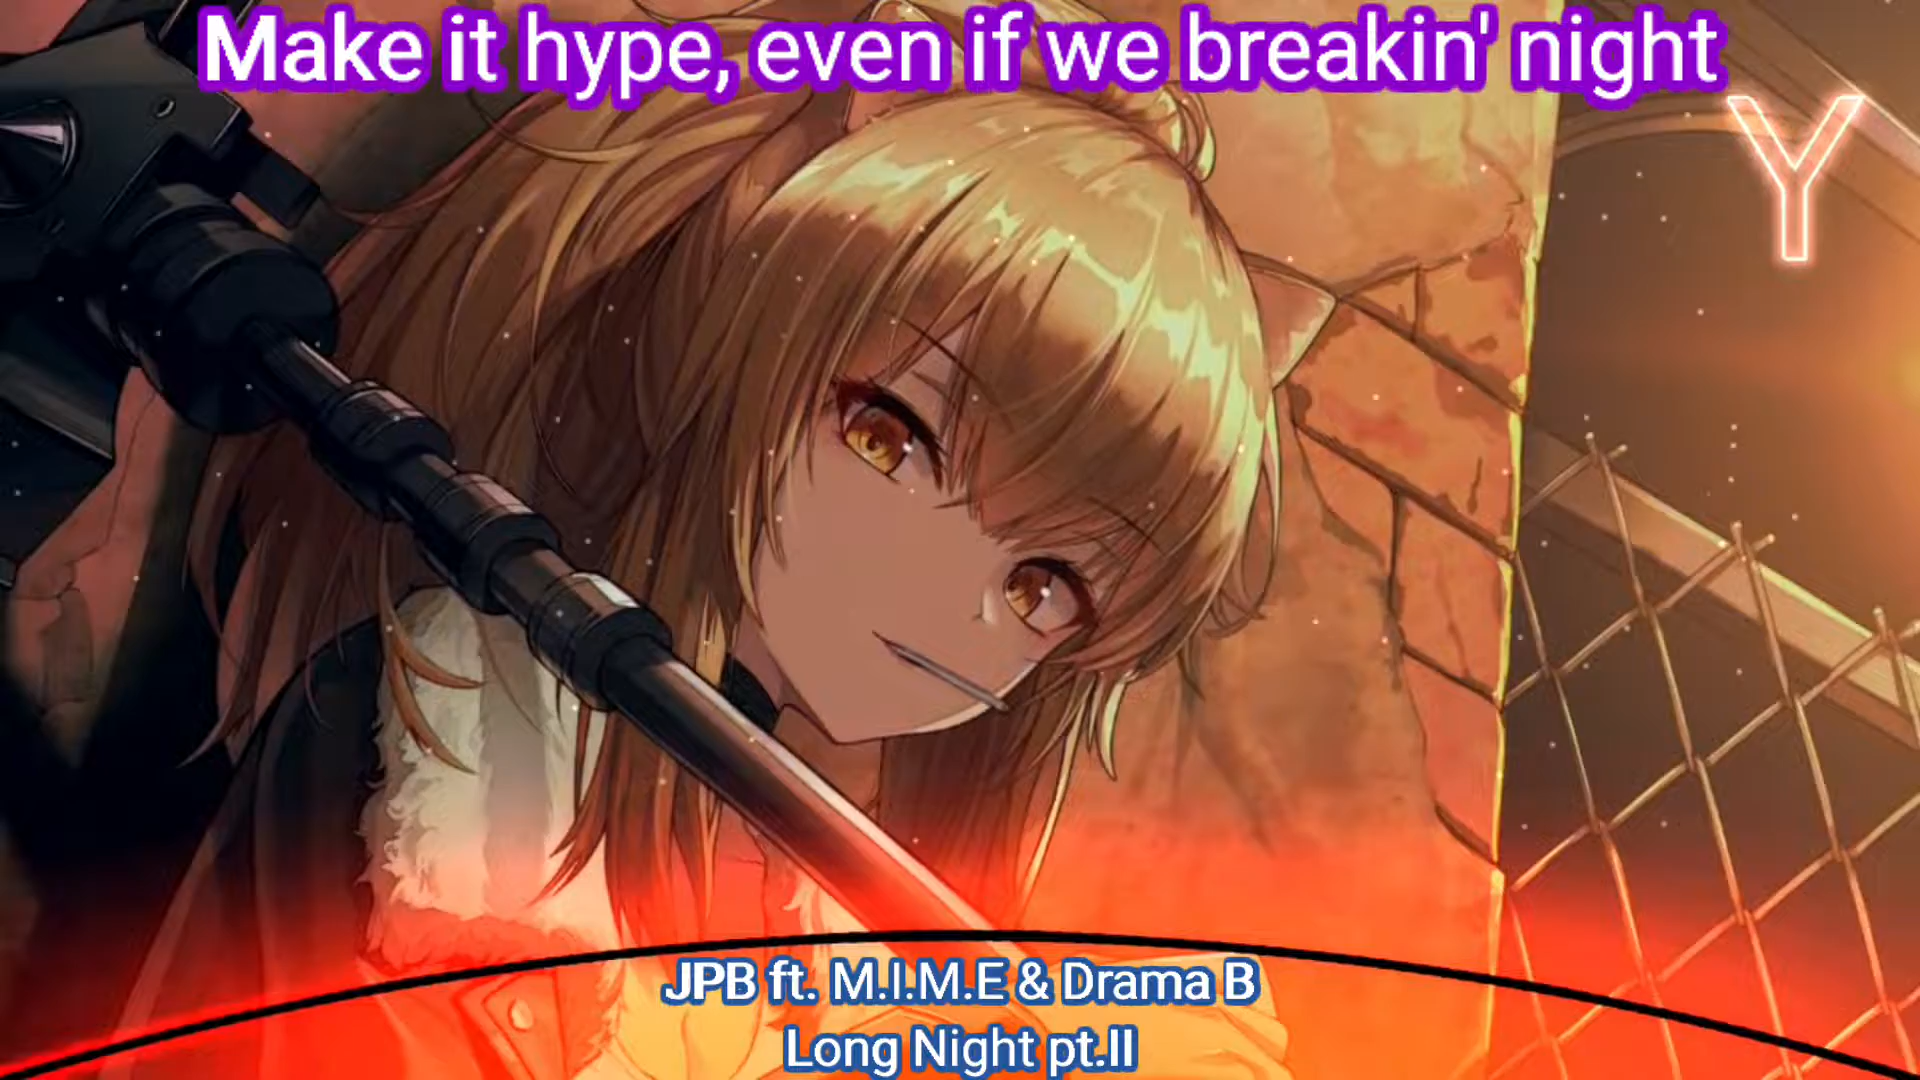 Make it hype, even if we breakin' night
Y
JPB ft. M.I.M.E & Drama B
Long Night pt.II